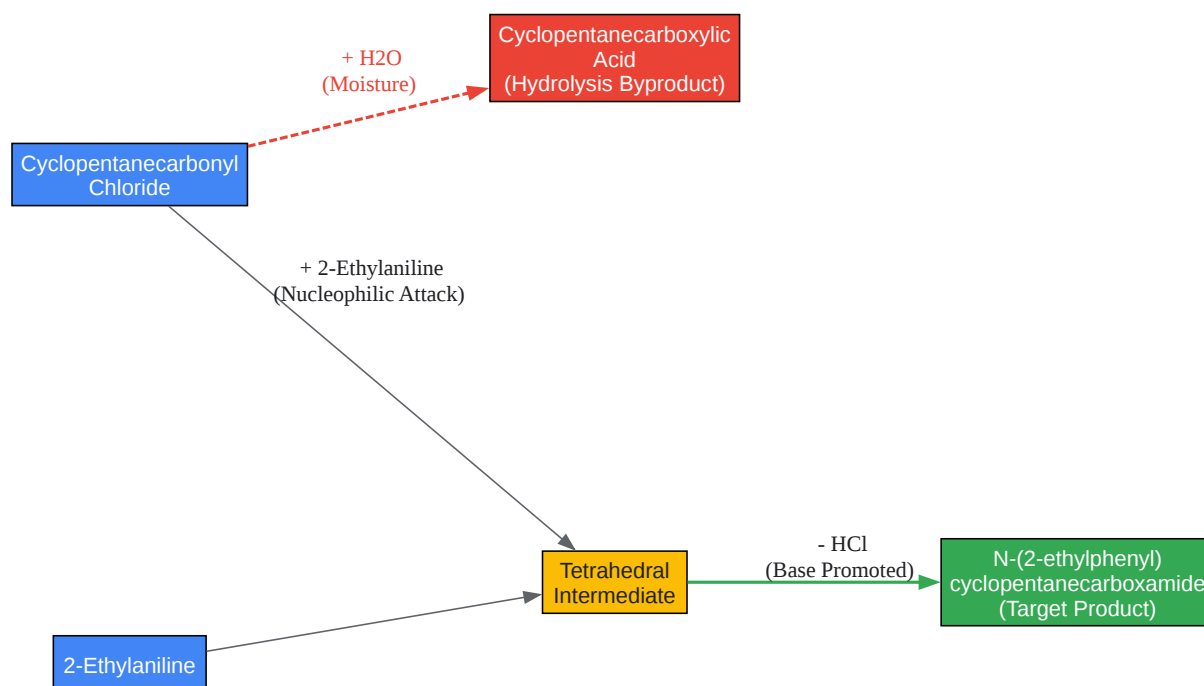 Cyclopentanecarboxylic
Acid
(Hydrolysis Byproduct)
+ H2O
(Moisture)
Cyclopentanecarbonyl
Chloride
+ 2-Ethylaniline
(Nucleophilic Attack)
Tetrahedral
Intermediate
- HCl
(Base Promoted)
N-(2-ethylphenyl)
cyclopentanecarboxamide
(Target Product)
2-Ethylaniline